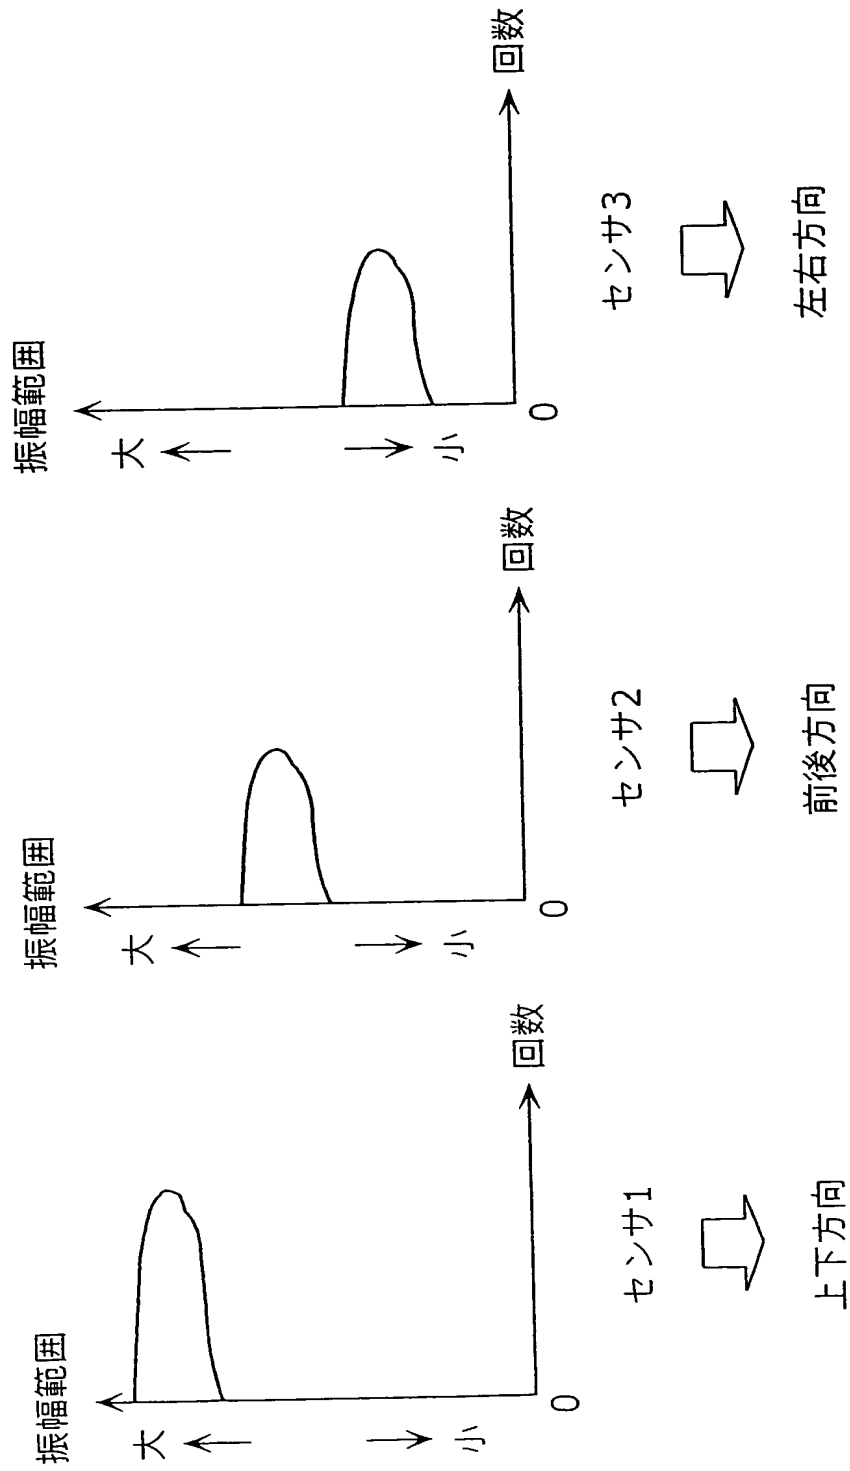 振幅範囲
大
小
0
回数
センサ1
上下方向
振幅範囲
大
小
0
回数
センサ2
前後方向
振幅範囲
大
小
0
回数
センサ3
左右方向